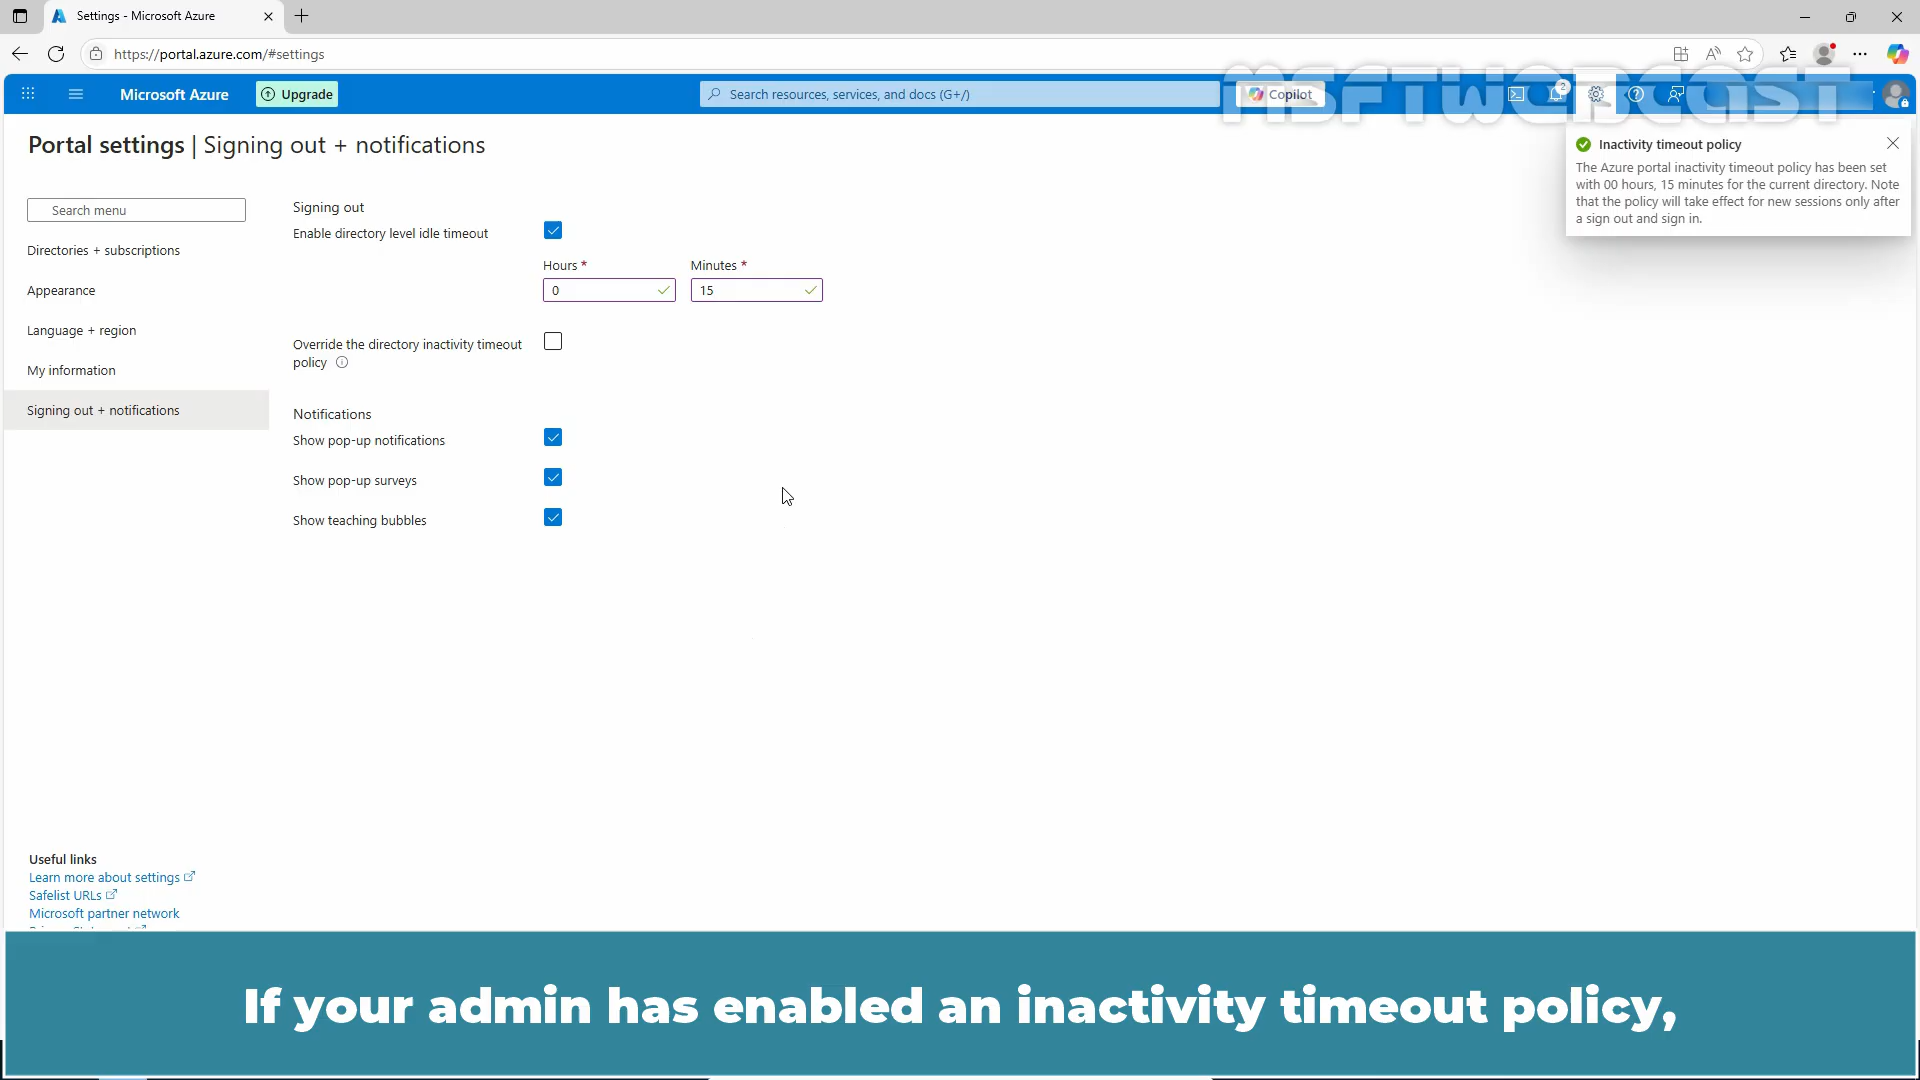 Settings - Microsoft Azure
https://portal.azure.com/#settings
Microsoft Azure
Upgrade
Search resources, services, and docs (G+/)
Copilot
2
MSFTWEBCAST
Portal settings | Signing out + notifications
Inactivity timeout policy
The Azure portal inactivity timeout policy has been set
with 00 hours, 15 minutes for the current directory. Note
that the policy will take effect for new sessions only after
a sign out and sign in.
Search menu
Directories + subscriptions
Appearance
Language + region
My information
Signing out + notifications
Signing out
Enable directory level idle timeout
Hours *
Minutes *
0
15
Override the directory inactivity timeout
policy
Notifications
Show pop-up notifications
Show pop-up surveys
Show teaching bubbles
Useful links
Learn more about settings
Safelist URLs
Microsoft partner network
If your admin has enabled an inactivity timeout policy,